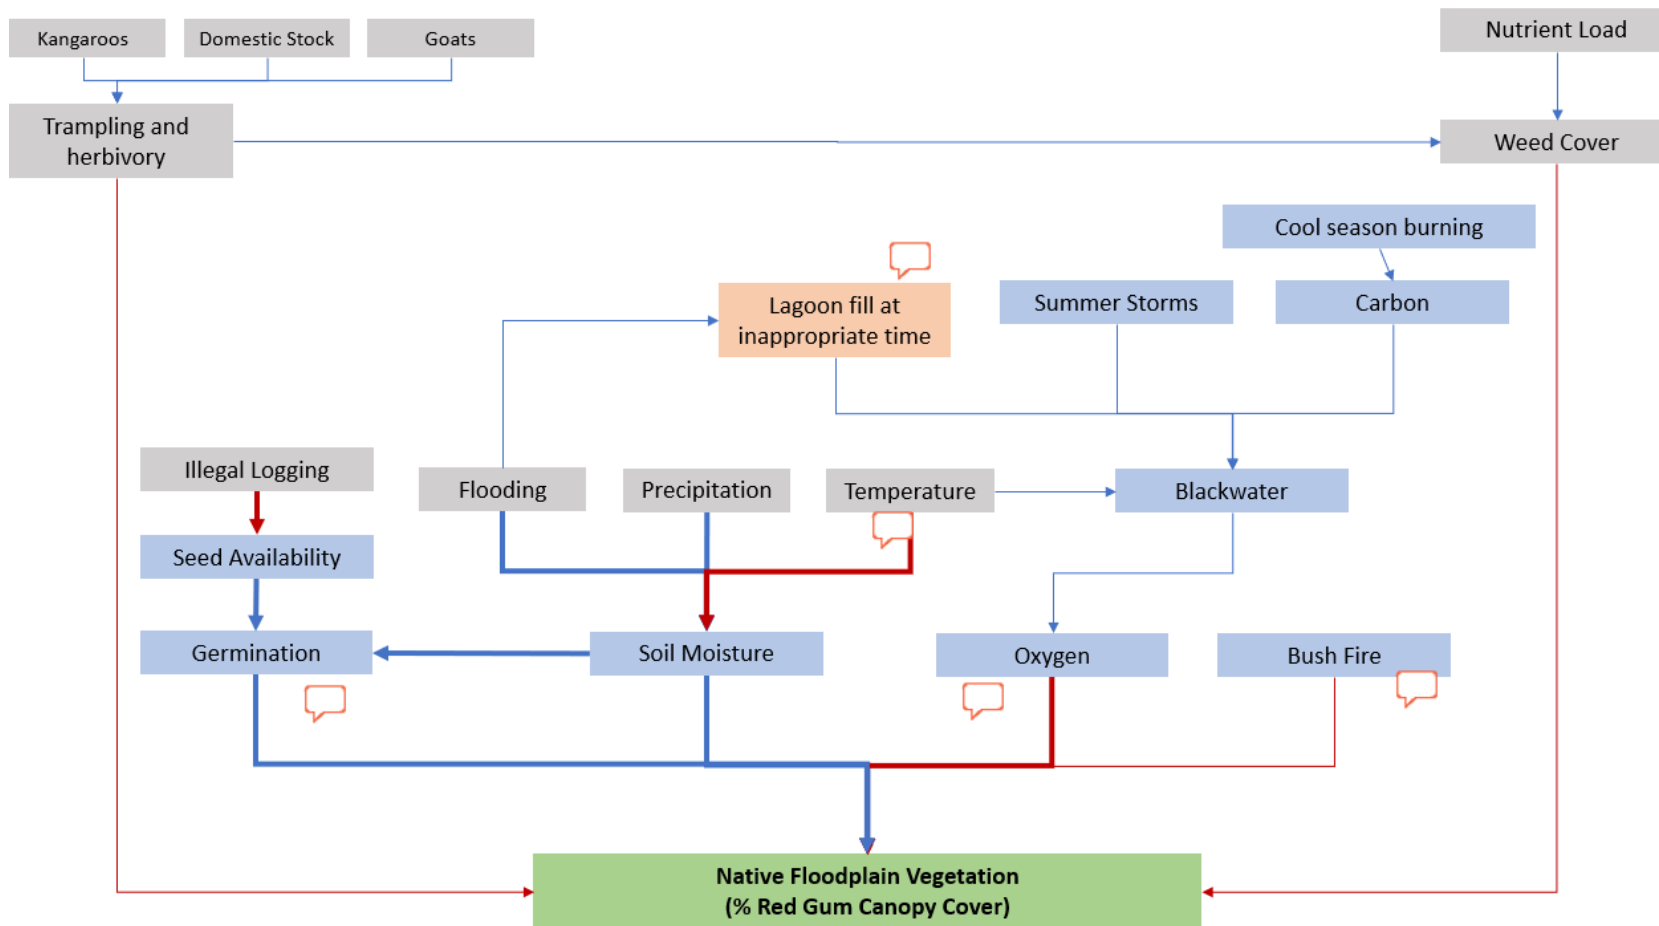 Kangaroos
Domestic Stock
Goats
Nutrient Load
Trampling and
herbivory
Weed Cover
Cool season burning
Lagoon fill at
inappropriate time
Summer Storms
Carbon
Illegal Logging
Flooding
Precipitation
Temperature
Blackwater
Seed Availability
Germination
Soil Moisture
Oxygen
Bush Fire
Native Floodplain Vegetation
(% Red Gum Canopy Cover)